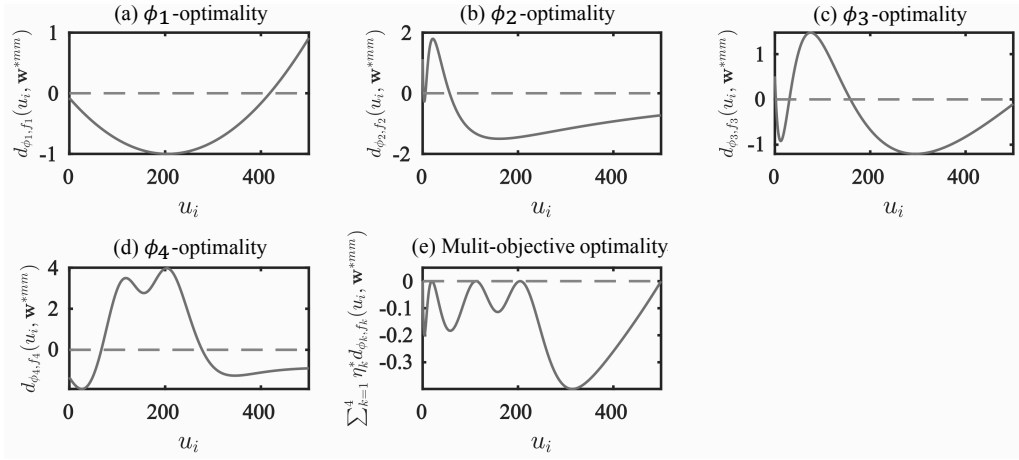 (a) ϕ1-optimality
1
0
-1
0
200
400
d_{ϕ1,f1}(u_i, w^{*mm})
u_i
(b) ϕ2-optimality
2
0
-2
0
200
400
d_{ϕ2,f2}(u_i, w^{*mm})
u_i
(c) ϕ3-optimality
1
0
-1
0
200
400
d_{ϕ3,f3}(u_i, w^{*mm})
u_i
(d) ϕ4-optimality
4
2
0
0
200
400
d_{ϕ4,f4}(u_i, w^{*mm})
u_i
(e) Mulit-objective optimality
0
-0.1
-0.2
-0.3
0
200
400
∑_{k=1}^{4} η_k^* d_{ϕk,fk}(u_i, w^{*mm})
u_i